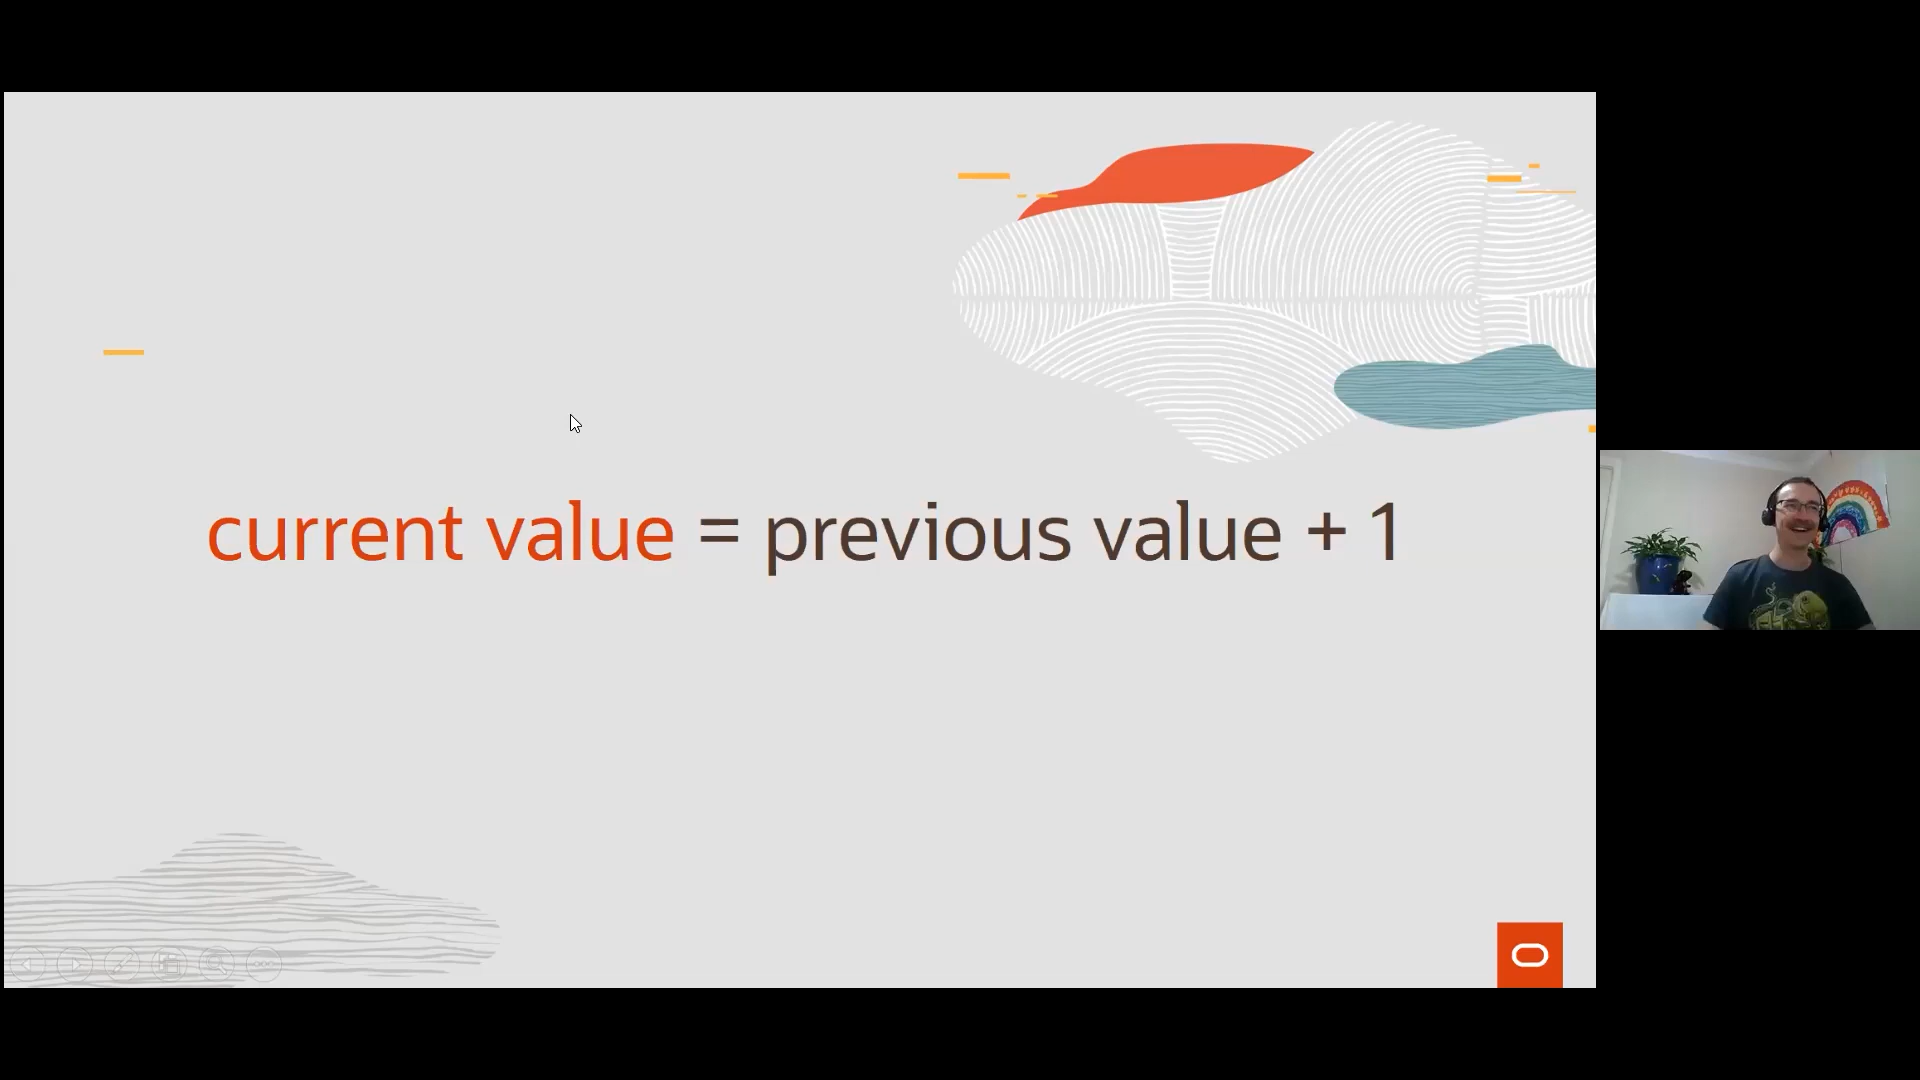 current value = previous value + 1